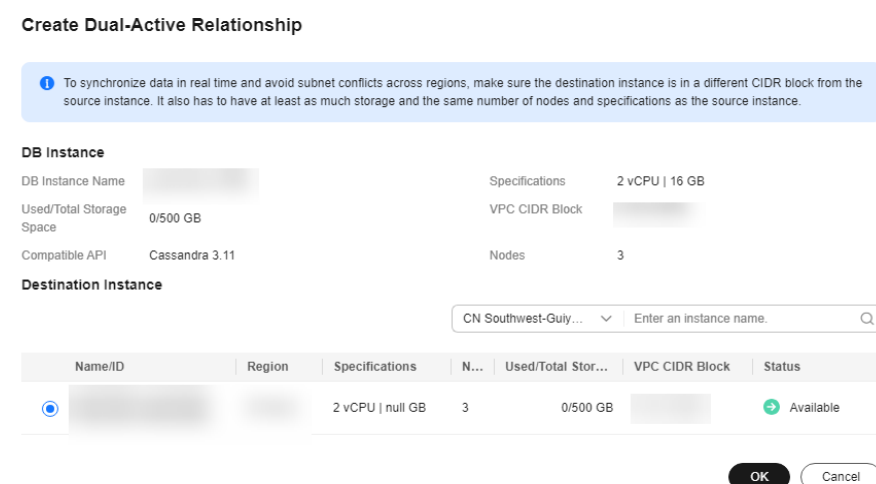 Create Dual-Active Relationship
To synchronize data in real time and avoid subnet conflicts across regions, make sure the destination instance is in a different CIDR block from the
source instance. It also has to have at least as much storage and the same number of nodes and specifications as the source instance.
DB Instance
DB Instance Name
Specifications 2 vCPU | 16 GB
Used/Total Storage
Space
0/500 GB
VPC CIDR Block
Compatible API Cassandra 3.11
Nodes 3
Destination Instance
CN Southwest-Guiy... Enter an instance name.
Name/ID Region Specifications N... Used/Total Stor... VPC CIDR Block Status
2 vCPU | null GB 3 0/500 GB Available
OK Cancel